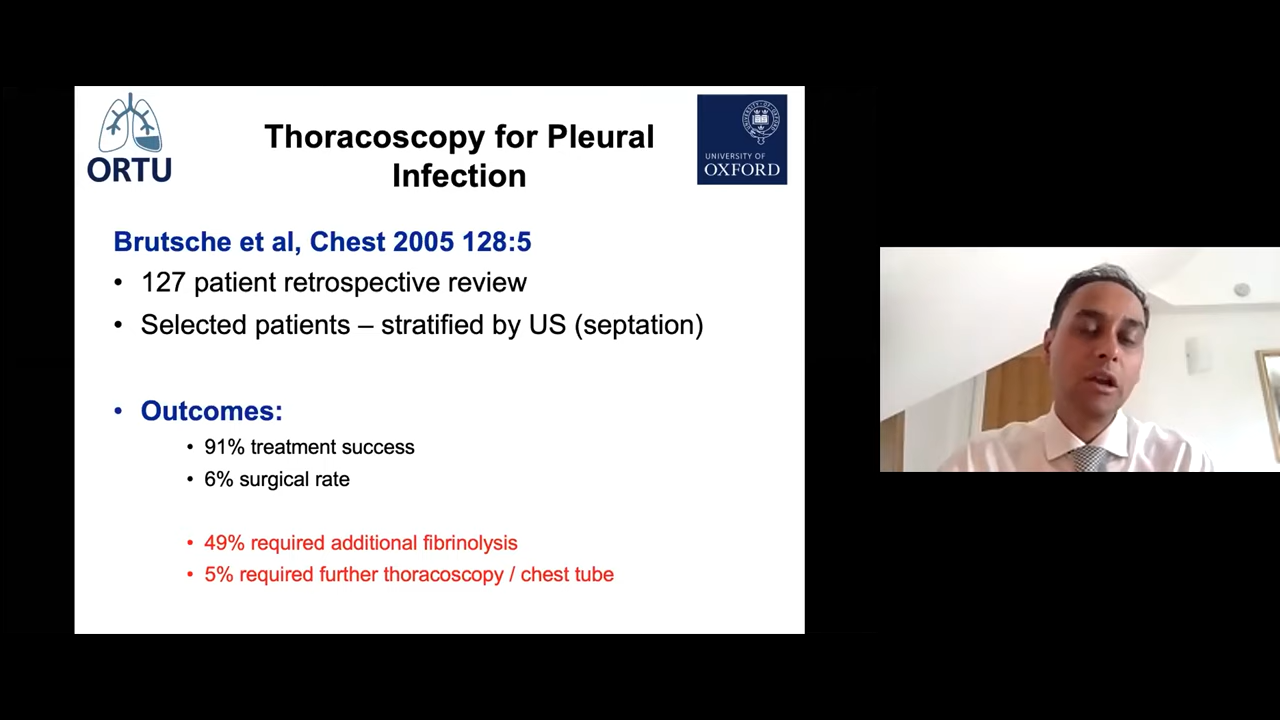 ORTU
Thoracoscopy for Pleural
Infection
UNIVERSITY OF
OXFORD
Brutsche et al, Chest 2005 128:5
• 127 patient retrospective review
• Selected patients – stratified by US (septation)
• Outcomes:
• 91% treatment success
• 6% surgical rate
• 49% required additional fibrinolysis
• 5% required further thoracoscopy / chest tube